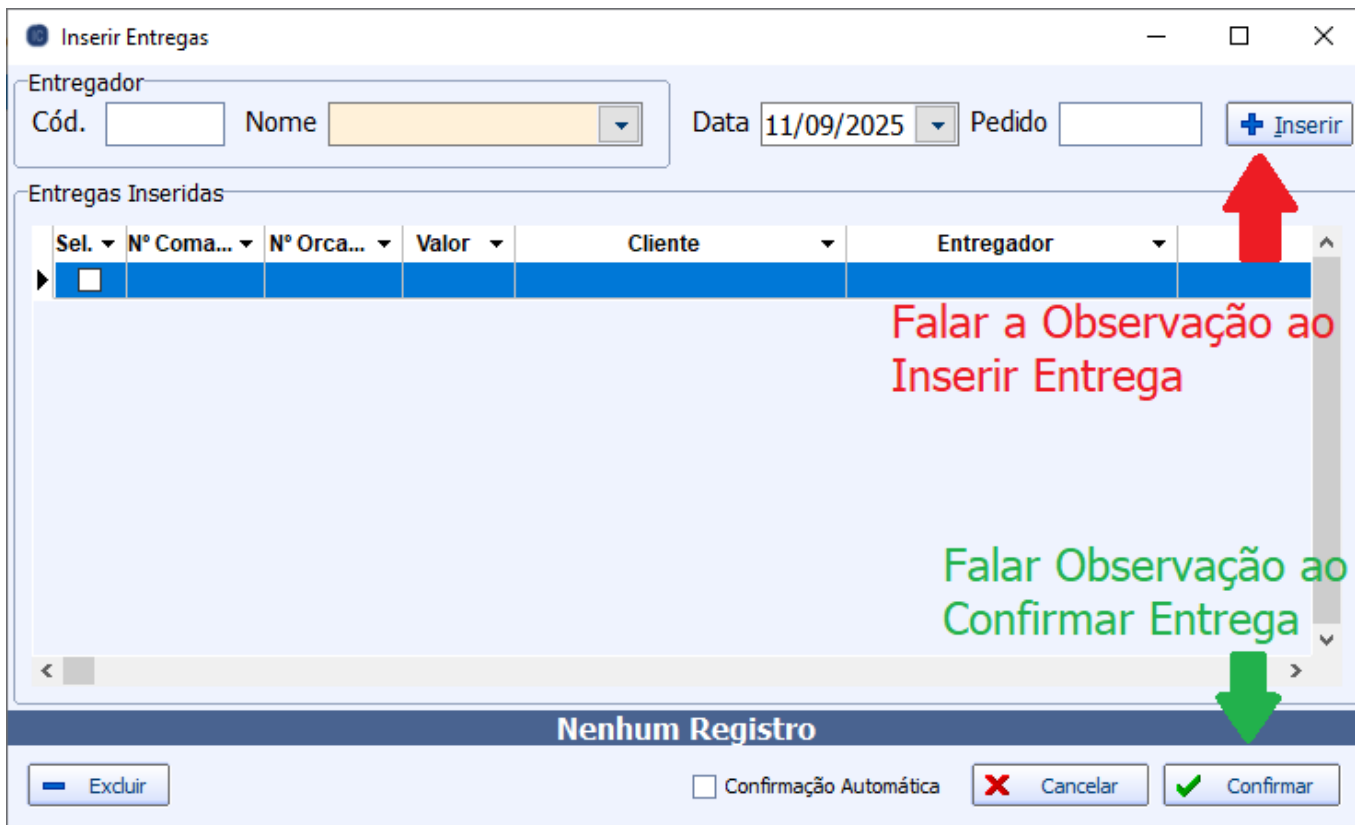 Inserir Entregas
Entregador
Cód.
Nome
Data 11/09/2025
Pedido
Inserir
Entregas Inseridas
Sel. Nº Coma... Nº Orca... Valor Cliente Entregador
Falar a Observação ao
Inserir Entrega
Falar Observação ao
Confirmar Entrega
Nenhum Registro
Excluir
Confirmação Automática
Cancelar
Confirmar